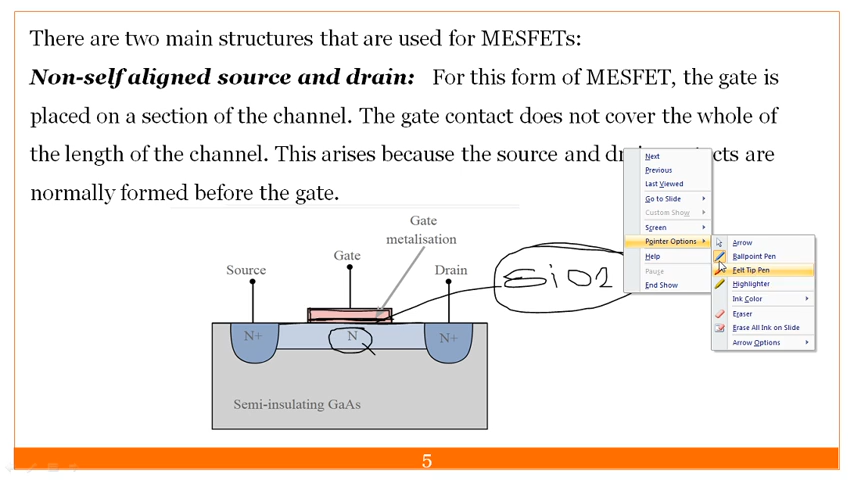 There are two main structures that are used for MESFETs:
Non-self aligned source and drain: For this form of MESFET, the gate is
placed on a section of the channel. The gate contact does not cover the whole of
the length of the channel. This arises because the source and are
normally formed before the gate.
Gate
metalisation
Gate
Source
Drain
SiO2
N+
N
N+
Semi-insulating GaAs
Next
Previous
Last Viewed
Go to Slide
Custom Show
Screen
Pointer Options
Help
Pause
End Show
Arrow
Ballpoint Pen
Felt Tip Pen
Highlighter
Ink Color
Eraser
Erase All Ink on Slide
Arrow Options
5